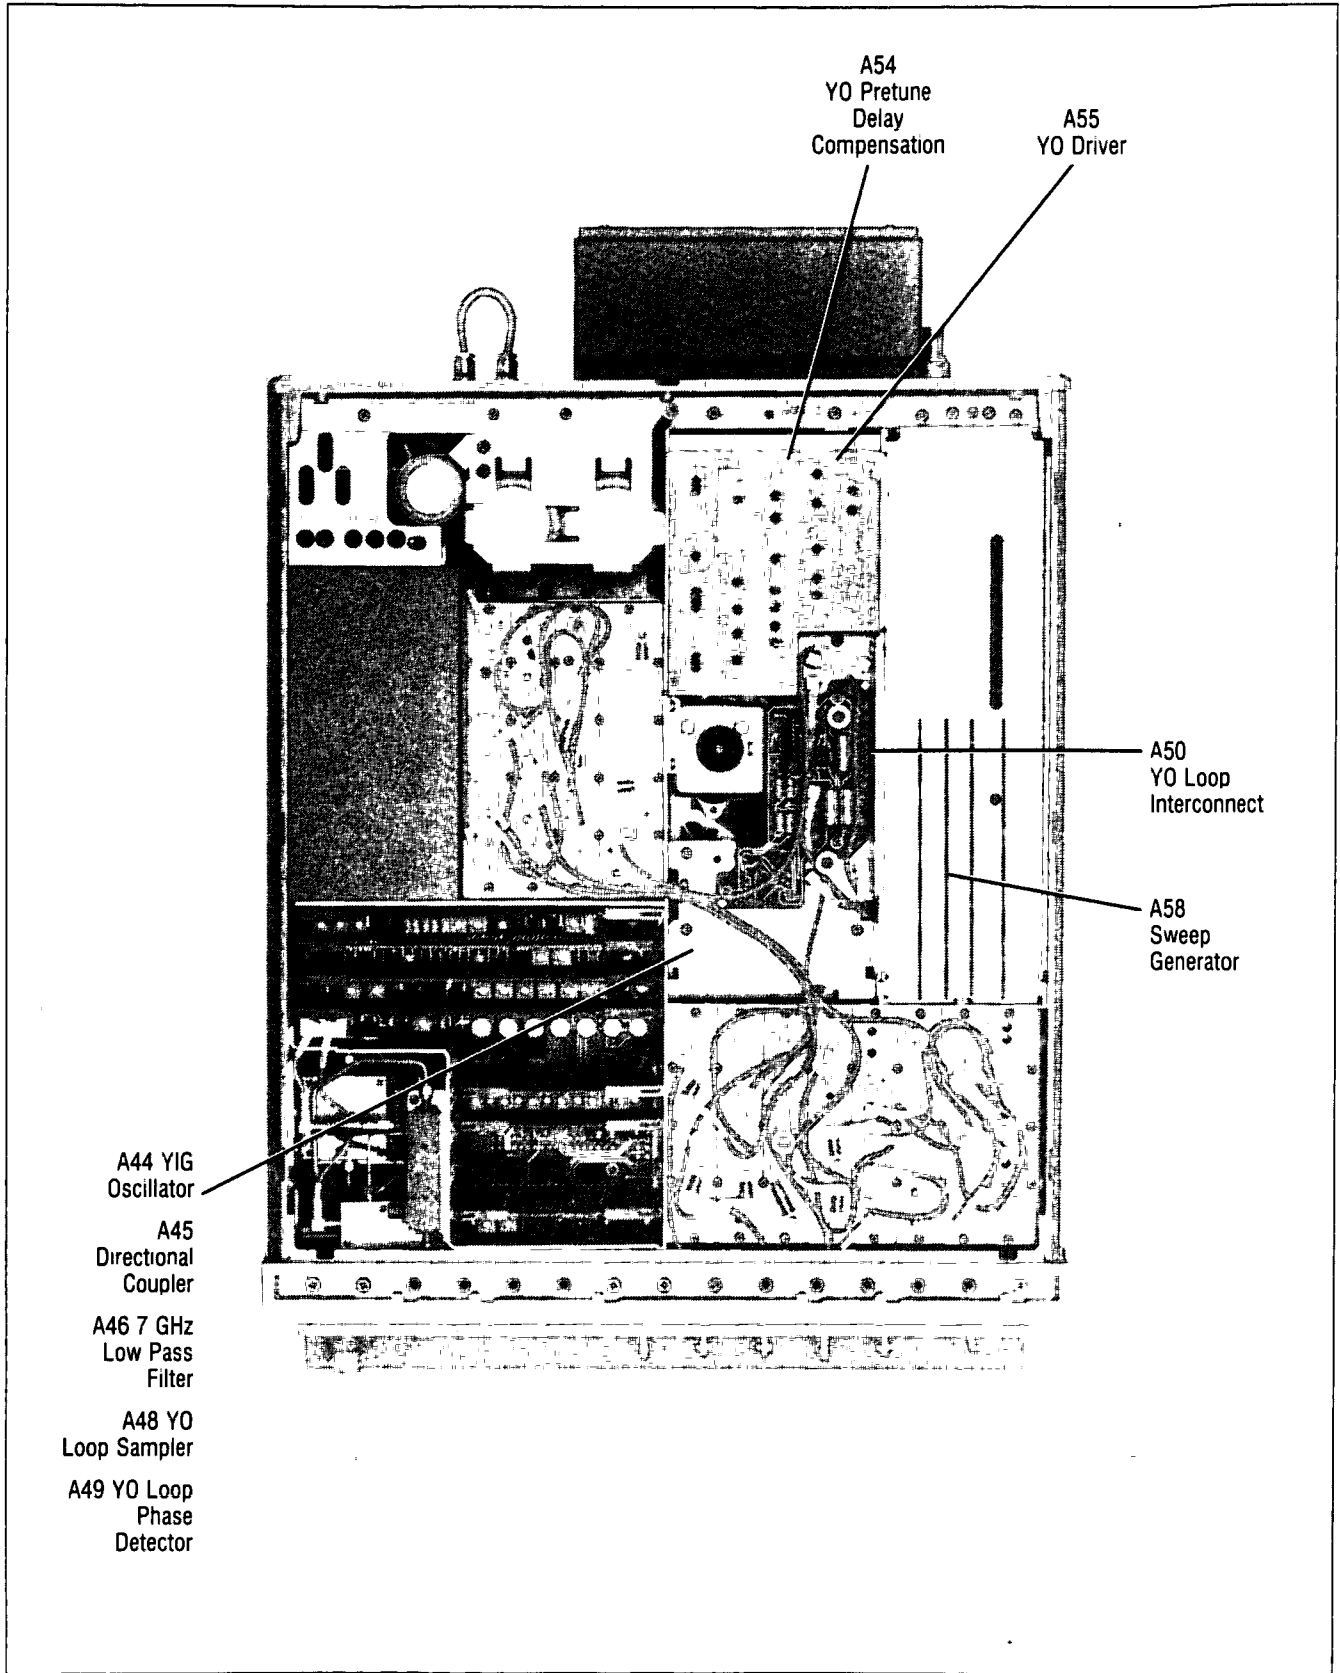 A54
YO Pretune
Delay
Compensation
A55
YO Driver
A50
YO Loop
Interconnect
A58
Sweep
Generator
A44 YIG
Oscillator
A45
Directional
Coupler
A46 7 GHz
Low Pass
Filter
A48 YO
Loop Sampler
A49 YO Loop
Phase
Detector